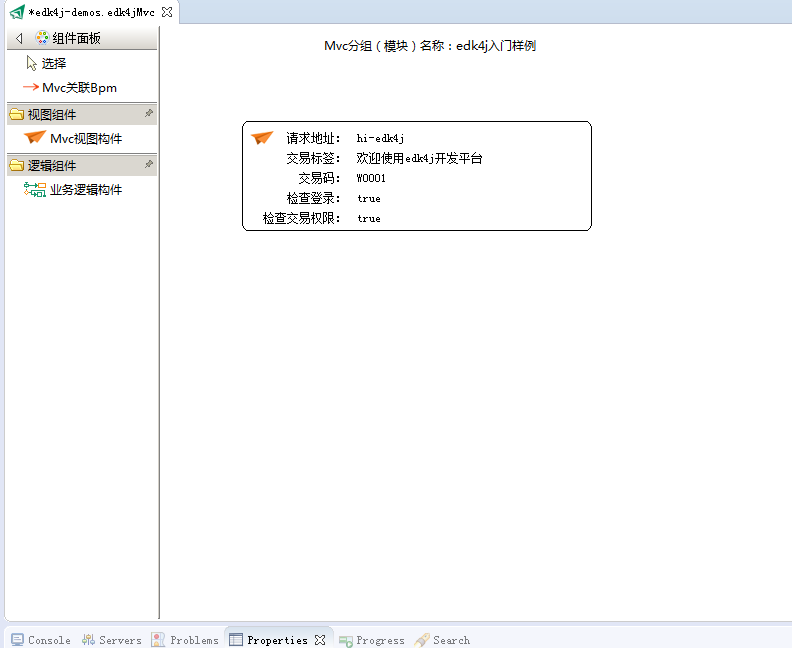 *edk4j-demos.edk4jMvc
组件面板
选择
Mvc关联Bpm
视图组件
Mvc视图构件
逻辑组件
业务逻辑构件
Mvc分组（模块）名称：edk4j入门样例
请求地址： hi-edk4j
交易标签： 欢迎使用edk4j开发平台
交易码： W0001
检查登录： true
检查交易权限： true
Console Servers Problems Properties Progress Search